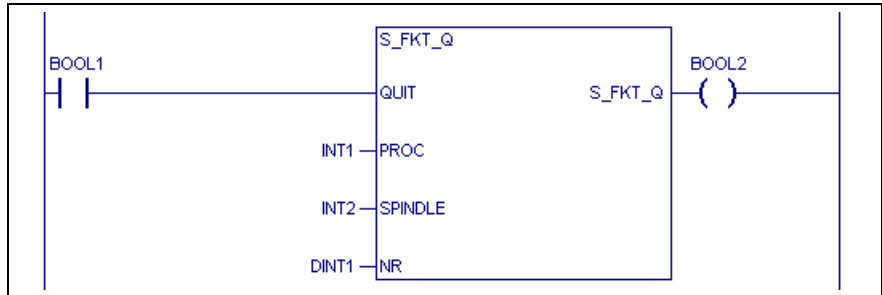 S_FKT_Q
BOOL1
BOOL2
QUIT
S_FKT_Q
INT1
PROC
INT2
SPINDLE
DINT1
NR